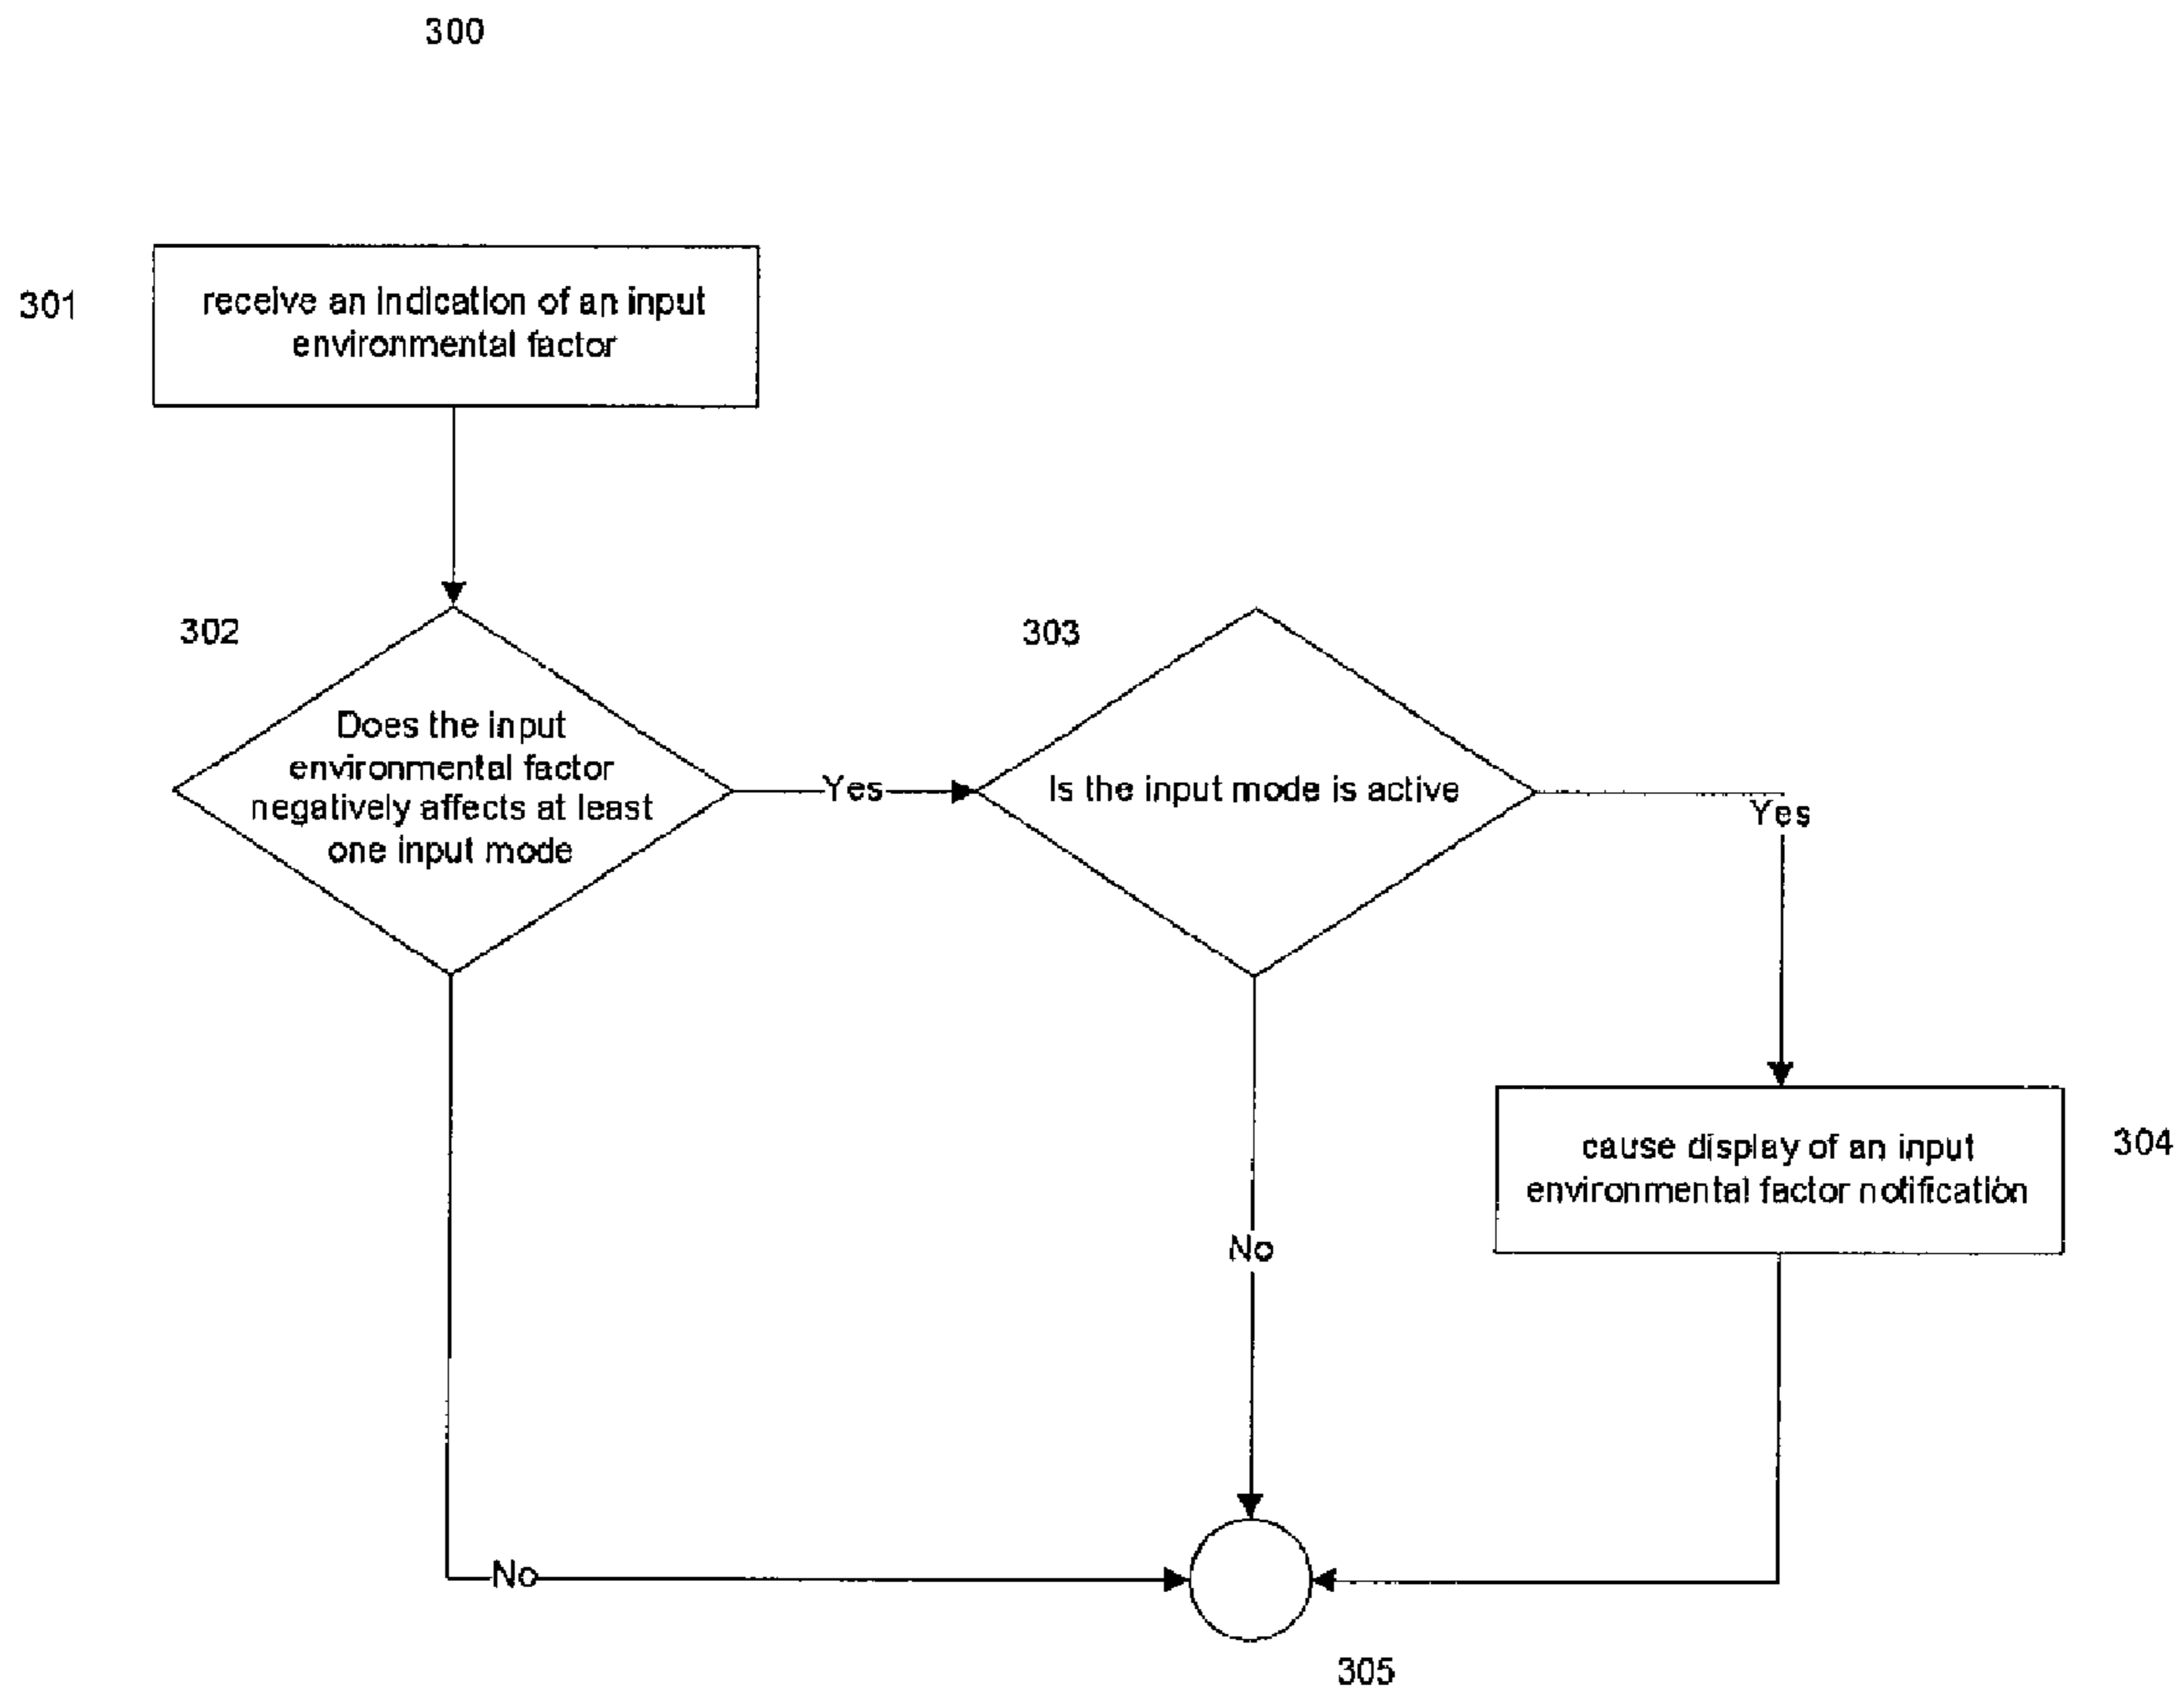 300
301
receive an indication of an input
environmental factor
302
Does the input
environmental factor
negatively affects at least
one input mode
Yes
303
Is the input mode is active
Yes
cause display of an input
environmental factor notification
304
No
No
305